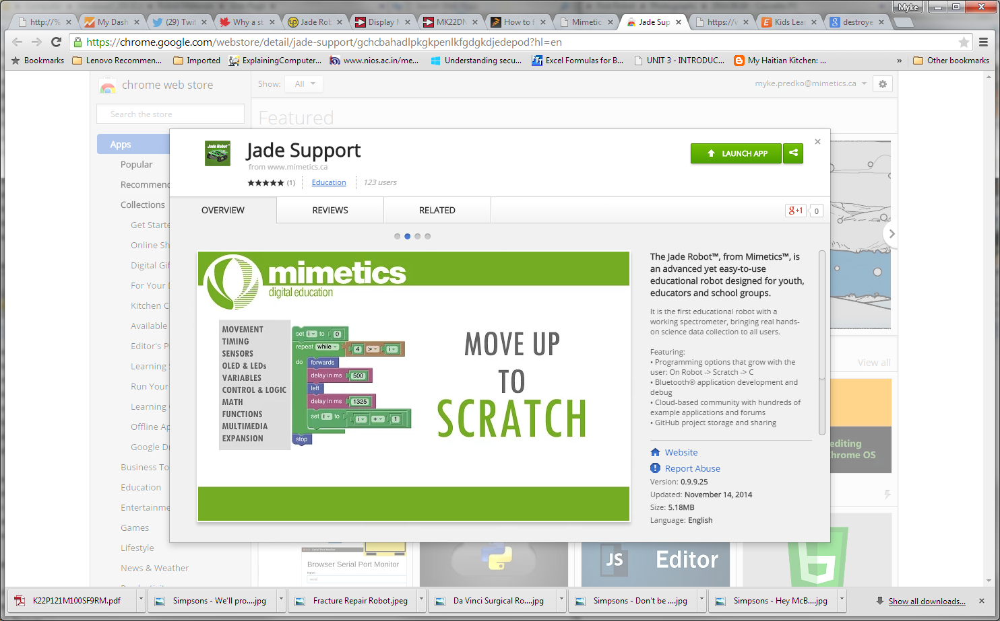 Myke
http://%
My Dash
(29) Twit
Why a st
Jade Rob
Display M
MK22DN
How to f
Mimetic
Jade Sup
https://w
Kids Lear
destroye
https://chrome.google.com/webstore/detail/jade-support/gchcbahadlpkgkpenlkfgdgkdjedepod?hl=en
Bookmarks
Lenovo Recommen...
Imported
ExplainingComputer...
www.nios.ac.in/me...
Understanding secu...
Excel Formulas for B...
UNIT 3 - INTRODUC...
My Haitian Kitchen: ...
»
Other bookmarks
chrome web store
Show: All
myke.predko@mimetics.ca
Search the store
Featured
Apps
Popular
Recommend
Collections
Get Starte
Online Sh
Digital Gif
For Your
Kitchen C
Available
Editor's P
Learning
Run Your
Learning
Offline Ap
Google Dr
Business To
Education
Entertainme
Games
Lifestyle
News & Weather
Jade Robot™
Jade Support
from www.mimetics.ca
★★★★★ (1)
Education
123 users
LAUNCH APP
OVERVIEW
REVIEWS
RELATED
g+1
0
mimetics
digital education
MOVEMENT
TIMING
SENSORS
OLED & LEDs
VARIABLES
CONTROL & LOGIC
MATH
FUNCTIONS
MULTIMEDIA
EXPANSION
set i to 0
repeat while 4 > i
do forwards
delay in ms 500
left
delay in ms 1325
set i to i + 1
stop
MOVE UP
TO
SCRATCH
The Jade Robot™, from Mimetics™, is
an advanced yet easy-to-use
educational robot designed for youth,
educators and school groups.
It is the first educational robot with a
working spectrometer, bringing real hands-
on science data collection to all users.
Featuring:
• Programming options that grow with the
user: On Robot -> Scratch -> C
• Bluetooth® application development and
debug
• Cloud-based community with hundreds of
example applications and forums
• GitHub project storage and sharing
Website
Report Abuse
Version: 0.9.9.25
Updated: November 14, 2014
Size: 5.18MB
Language: English
View all
editing
hrome OS
Browser Serial Port Monitor
JS
Editor
K22P121M100SF9RM.pdf
Simpsons - We'll pro....jpg
Fracture Repair Robot.jpeg
Da Vinci Surgical Ro....jpg
Simpsons - Don't be ....jpg
Simpsons - Hey McB....jpg
Show all downloads...